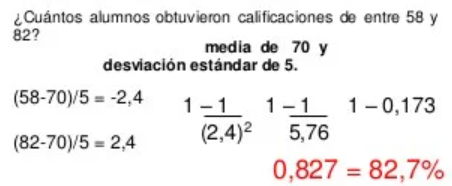 ¿Cuántos alumnos obtuvieron calificaciones de entre 58 y
82?
media de 70 y
desviación estándar de 5.
(58-70)/5 = -2,4
1 – 1 1 – 1 1 – 0,173
(2,4)² 5,76
(82-70)/5 = 2,4
0,827 = 82,7%